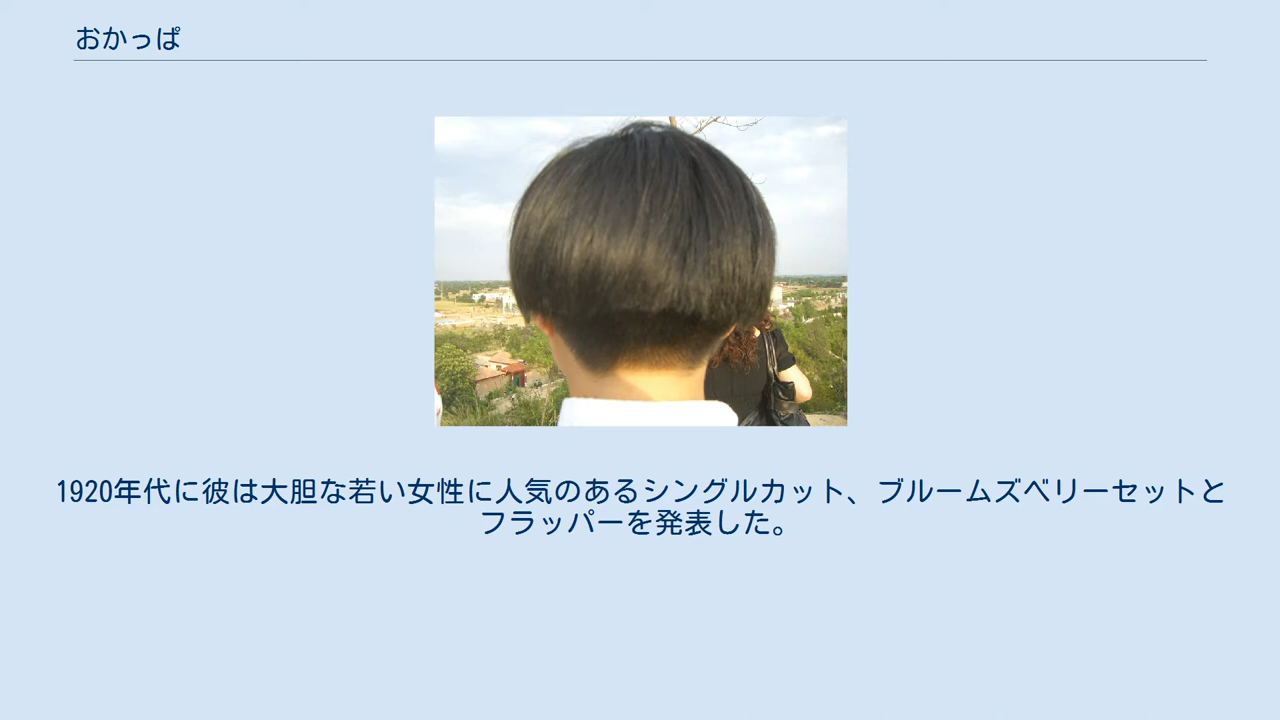 おかっぱ
1920年代に彼は大胆な若い女性に人気のあるシングルカット、ブルームズベリーセットと
フラッパーを発表した。